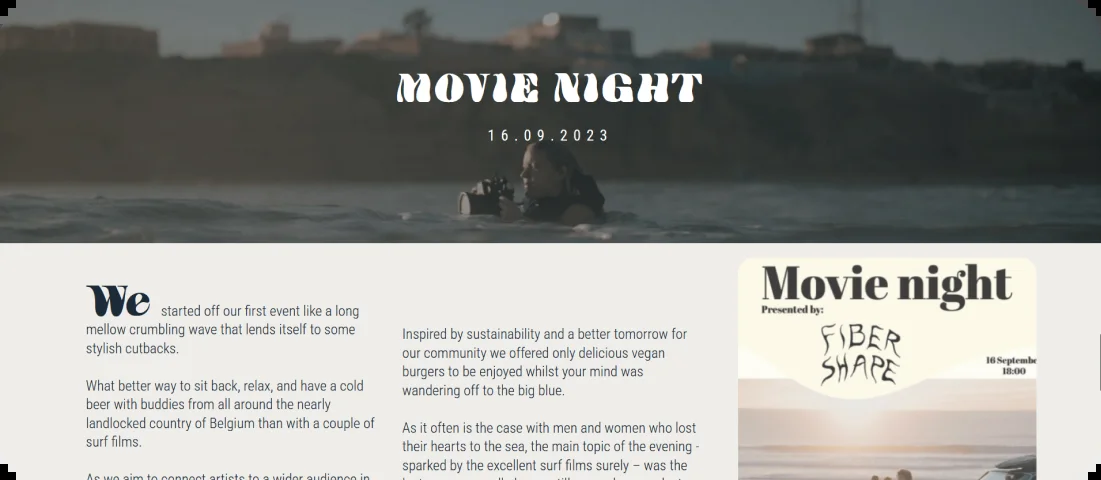 MOVIE NIGHT
16.09.2023
We started off our first event like a long
mellow crumbling wave that lends itself to some
stylish cutbacks.
What better way to sit back, relax, and have a cold
beer with buddies from all around the nearly
landlocked country of Belgium than with a couple of
surf films.
As we aim to connect artists to a wider audience in
Inspired by sustainability and a better tomorrow for
our community we offered only delicious vegan
burgers to be enjoyed whilst your mind was
wandering off to the big blue.
As it often is the case with men and women who lost
their hearts to the sea, the main topic of the evening -
sparked by the excellent surf films surely – was the
Movie night
Presented by:
FIBER
SHAPE
16 Septembe
18:00